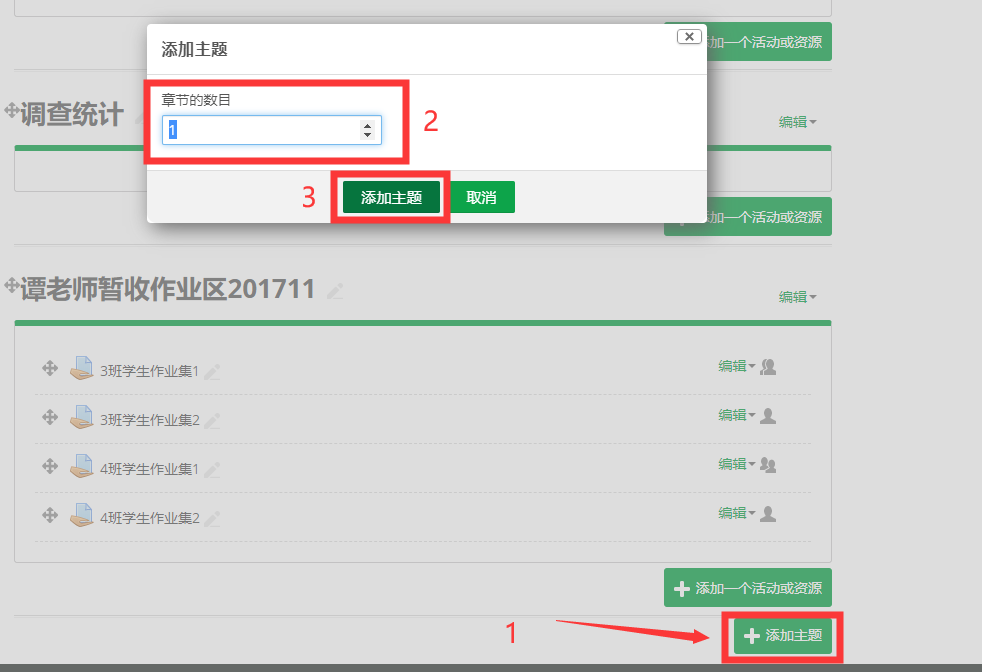 添加主题
加一个活动或资源
章节的数目
1
2
调查统计
编辑
3
添加主题
取消
加一个活动或资源
谭老师暂收作业区201711
编辑
3班学生作业集1
编辑
3班学生作业集2
编辑
4班学生作业集1
编辑
4班学生作业集2
编辑
添加一个活动或资源
1
添加主题